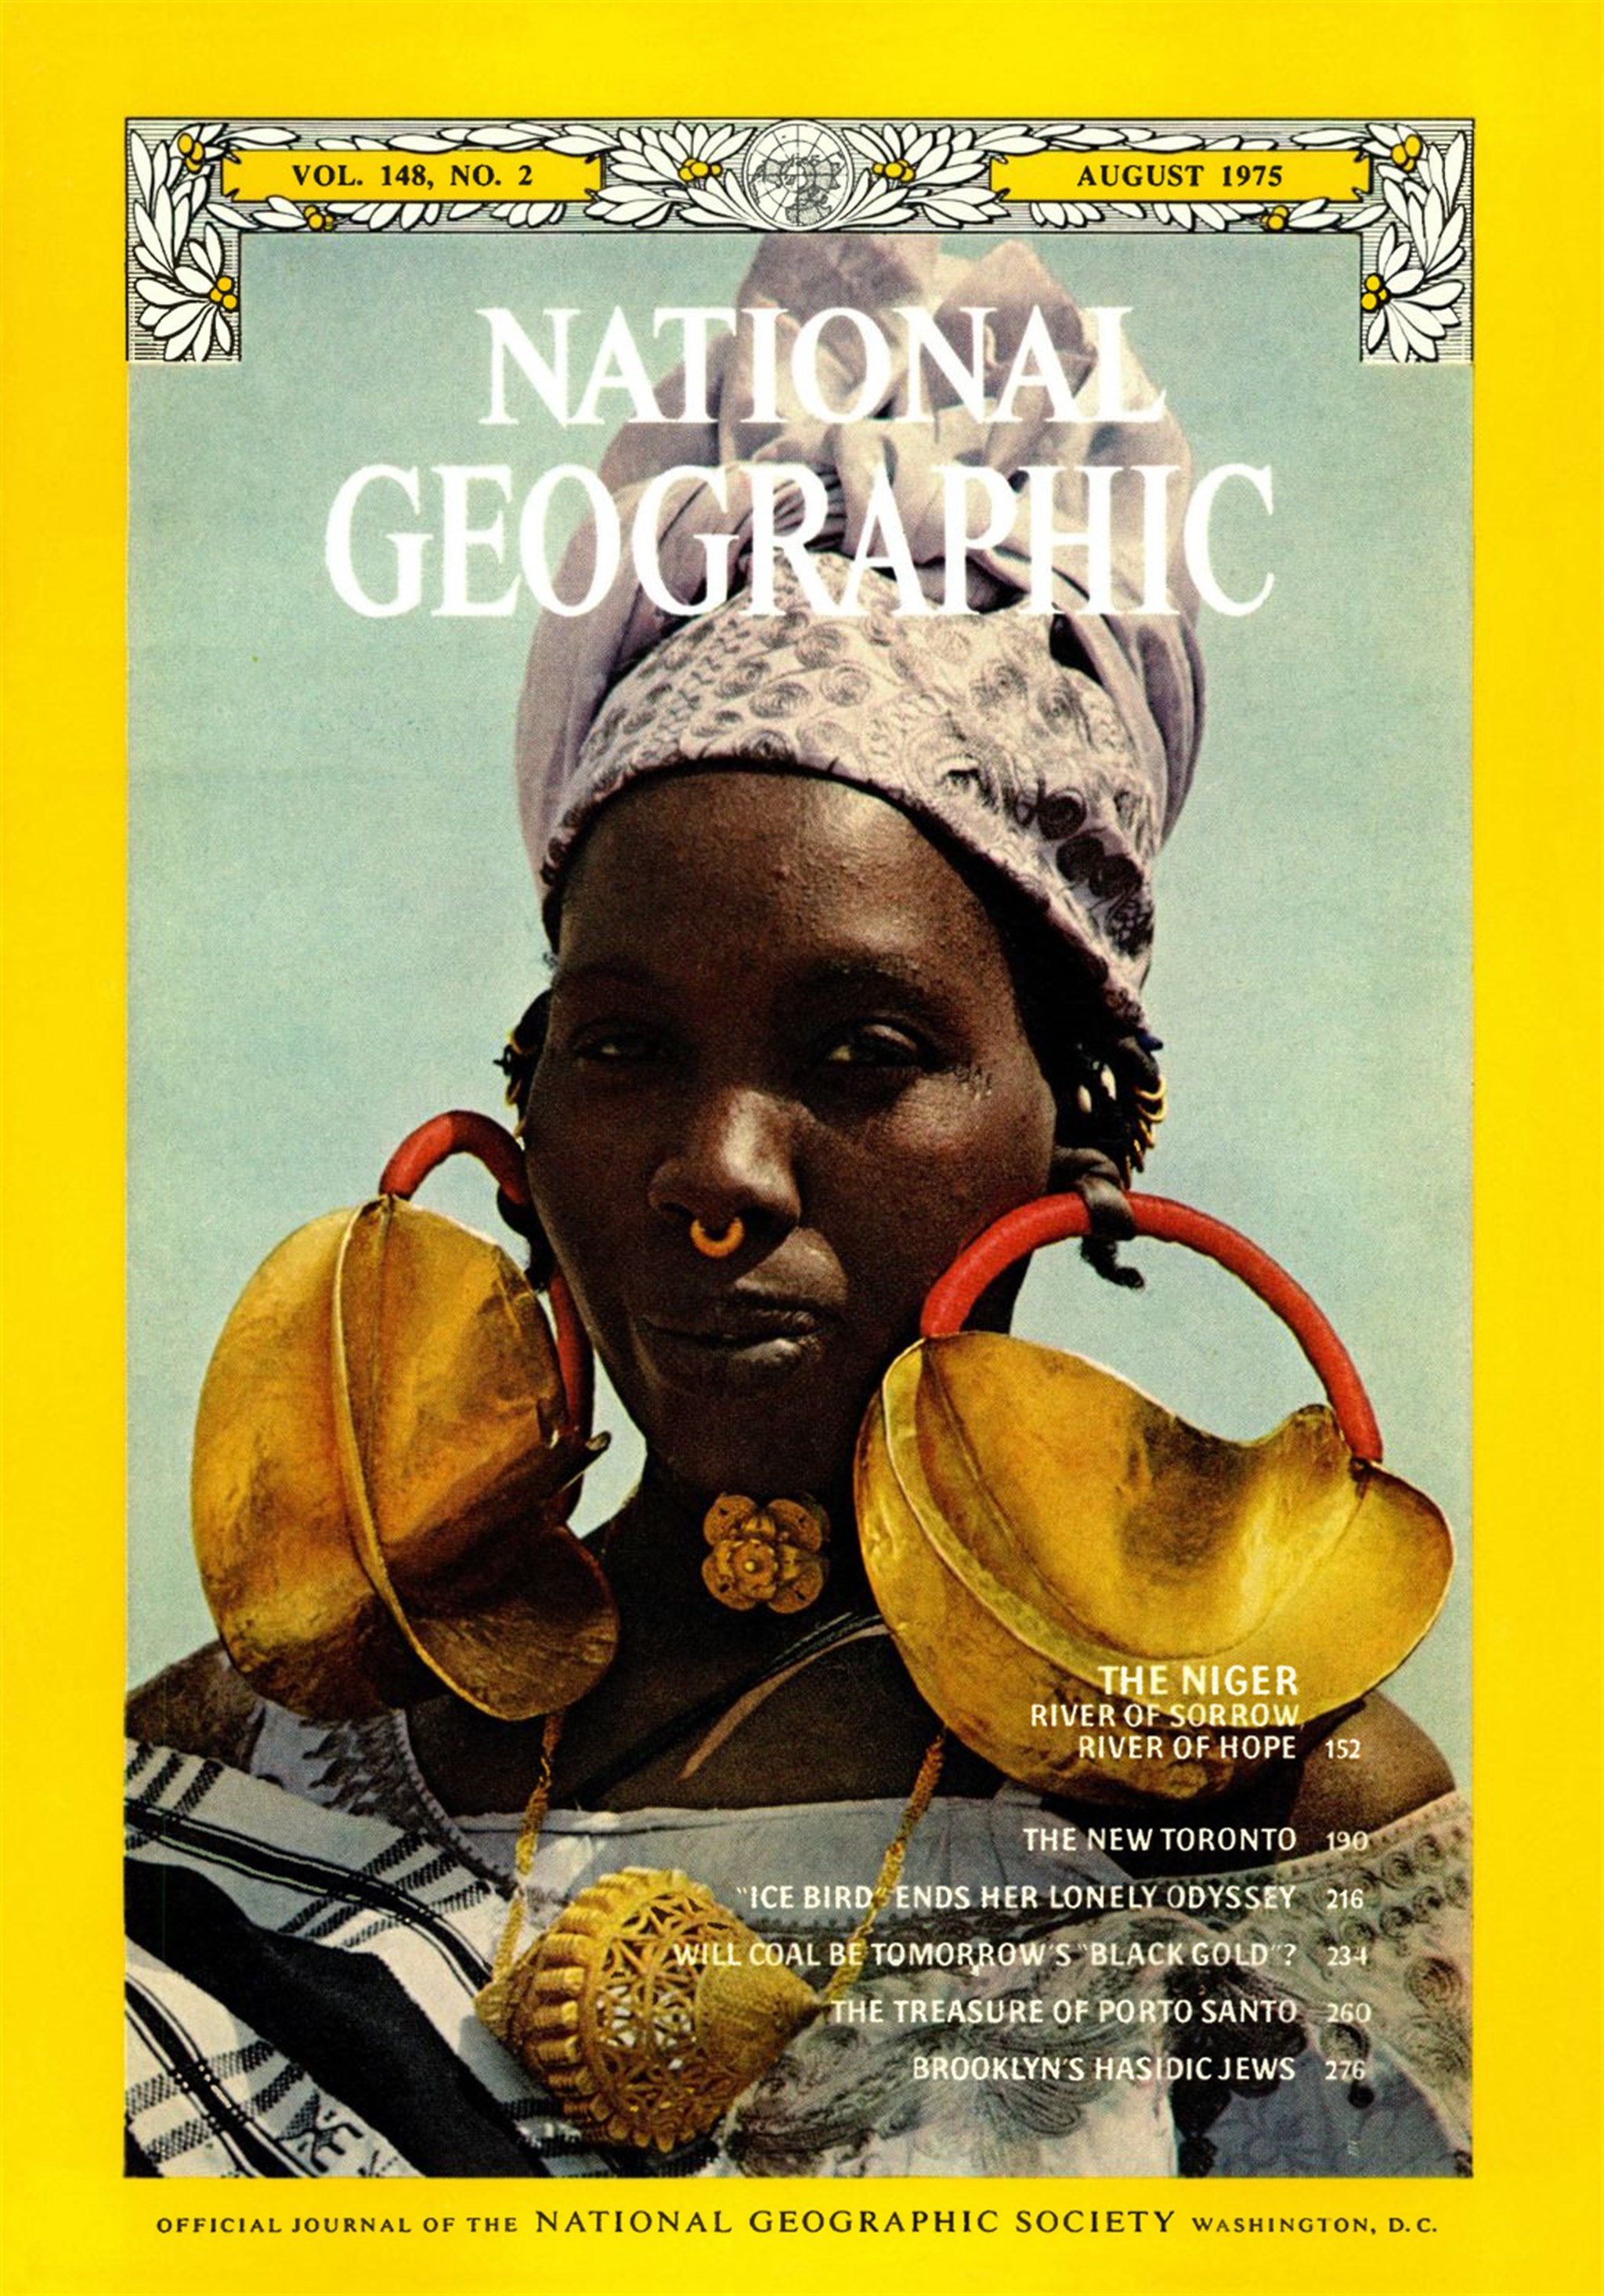 VOL. 148, NO. 2
AUGUST 1975
NATIONAL
GEOGRAPHIC
THE NIGER
RIVER OF SORROW,
RIVER OF HOPE 152
THE NEW TORONTO 190
"ICE BIRD" ENDS HER LONELY ODYSSEY 216
WILL COAL BE TOMORROW'S "BLACK GOLD"? 234
THE TREASURE OF PORTO SANTO 260
BROOKLYN'S HASIDIC JEWS 276
OFFICIAL JOURNAL OF THE NATIONAL GEOGRAPHIC SOCIETY WASHINGTON, D.C.